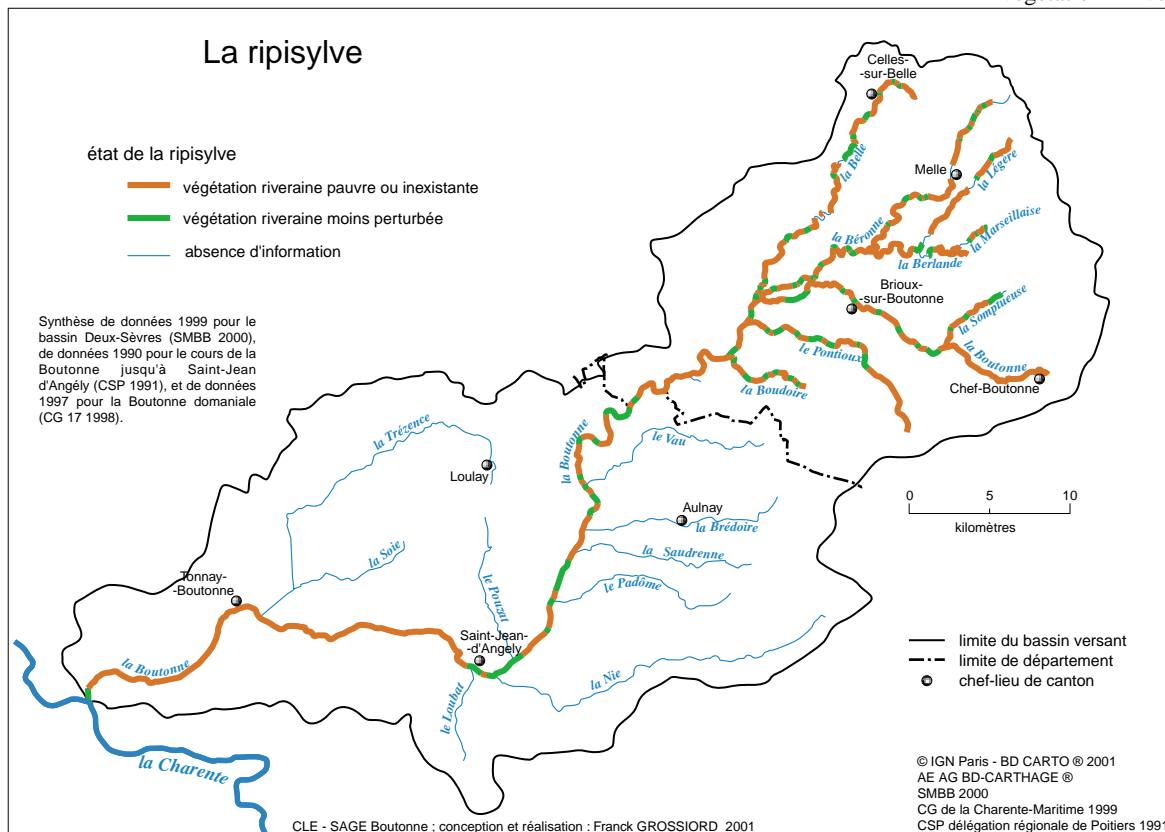 La ripisylve
état de la ripisylve
végétation riveraine pauvre ou inexistante
végétation riveraine moins perturbée
absence d'information
Synthèse de données 1999 pour le
bassin Deux-Sèvres (SMBB 2000),
de données 1990 pour le cours de la
Boutonne jusqu'à Saint-Jean
d'Angély (CSP 1991), et de données
1997 pour la Boutonne domaniale
(CG 17 1998).
Celles-
-sur-Belle
la Belle
Melle
la Légère
la Marseillaise
la Béronne
la Berlande
Brioux-
-sur-Boutonne
la Somptueuse
la Boutonne
Chef-Boutonne
le Pontioux
la Boudoire
la Boutonne
le Vau
la Trézence
Loulay
Aulnay
la Brédoire
la Saudrenne
le Padôme
la Soie
le Pouzat
Tonnay-
-Boutonne
Saint-Jean-
-d'Angely
la Boutonne
la Nie
le Loubat
la Charente
0 5 10
kilomètres
limite du bassin versant
limite de département
chef-lieu de canton
© IGN Paris - BD CARTO ® 2001
AE AG BD-CARTHAGE ®
SMBB 2000
CG de la Charente-Maritime 1999
CSP délégation régionale de Poitiers 1991
CLE - SAGE Boutonne ; conception et réalisation : Franck GROSSIORD 2001